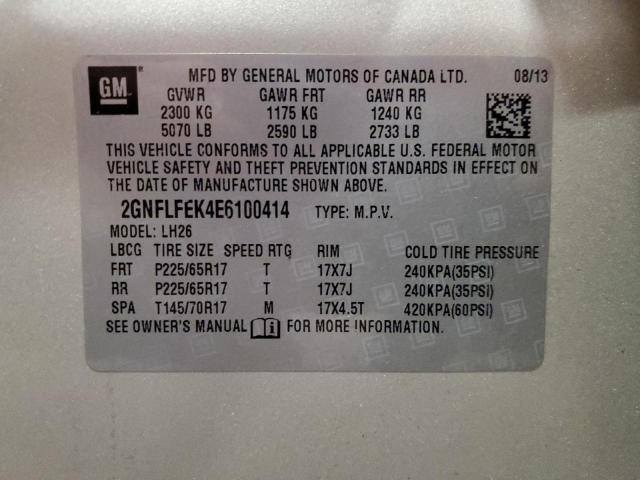 GM ® MFD BY GENERAL MOTORS OF CANADA LTD. 08/13
GVWR GAWR FRT GAWR RR
2300 KG 1175 KG 1240 KG
5070 LB 2590 LB 2733 LB
THIS VEHICLE CONFORMS TO ALL APPLICABLE U.S. FEDERAL MOTOR
VEHICLE SAFETY AND THEFT PREVENTION STANDARDS IN EFFECT ON
THE DATE OF MANUFACTURE SHOWN ABOVE.
2GNFLFEK4E6100414 TYPE: M.P.V.
MODEL: LH26
LBCG TIRE SIZE SPEED RTG RIM COLD TIRE PRESSURE
FRT P225/65R17 T 17X7J 240KPA(35PSI)
RR P225/65R17 T 17X7J 240KPA(35PSI)
SPA T145/70R17 M 17X4.5T 420KPA(60PSI)
SEE OWNER'S MANUAL FOR MORE INFORMATION.